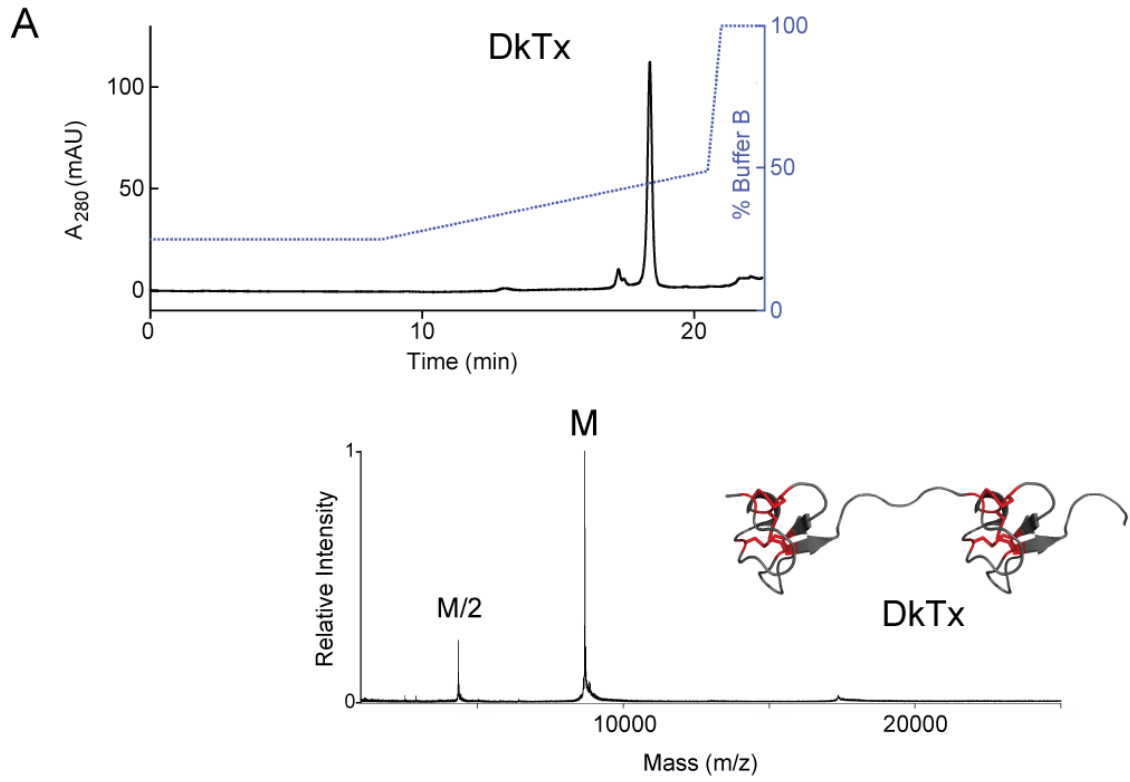 A
DkTx
A280 (mAU)
100
50
0
% Buffer B
100
50
0
0
10
20
Time (min)
M
M/2
DkTx
Relative Intensity
1
0
10000
20000
Mass (m/z)